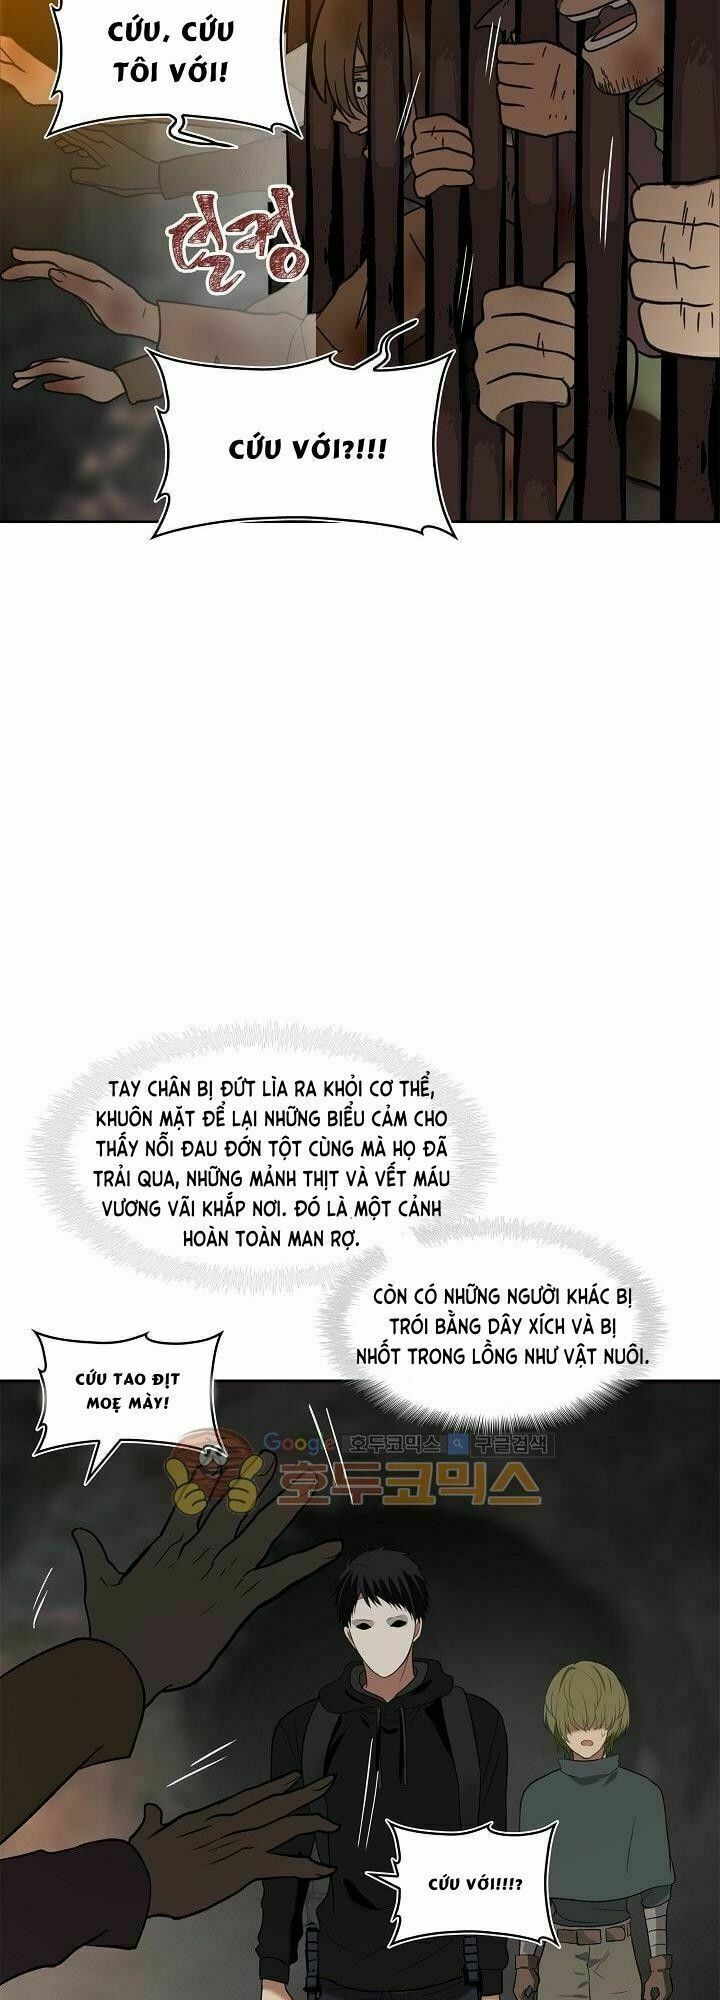 CỨU, CỨU
TÔI VỚI!
덜컹
CỨU VỚI?!!!
TAY CHÂN BỊ ĐỨT LÌA RA KHỎI CƠ THỂ,
KHUÔN MẶT ĐỂ LẠI NHỮNG BIỂU CẢM CHO
THẤY NỖI ĐAU ĐỚN TỘT CÙNG MÀ HỌ ĐÃ
TRẢI QUA, NHỮNG MẢNH THỊT VÀ VẾT MÁU
VƯƠNG VÃI KHẮP NƠI. ĐÓ LÀ MỘT CẢNH
HOÀN TOÀN MAN RỢ.
CÒN CÓ NHỮNG NGƯỜI KHÁC BỊ
TRÓI BẰNG DÂY XÍCH VÀ BỊ
NHỐT TRONG LỒNG NHƯ VẬT NUÔI.
CỨU TAO ĐỊT
MOẸ MÀY!
Google 호두코믹스 구글검색
호두코믹스
CỨU VỚI!!!?